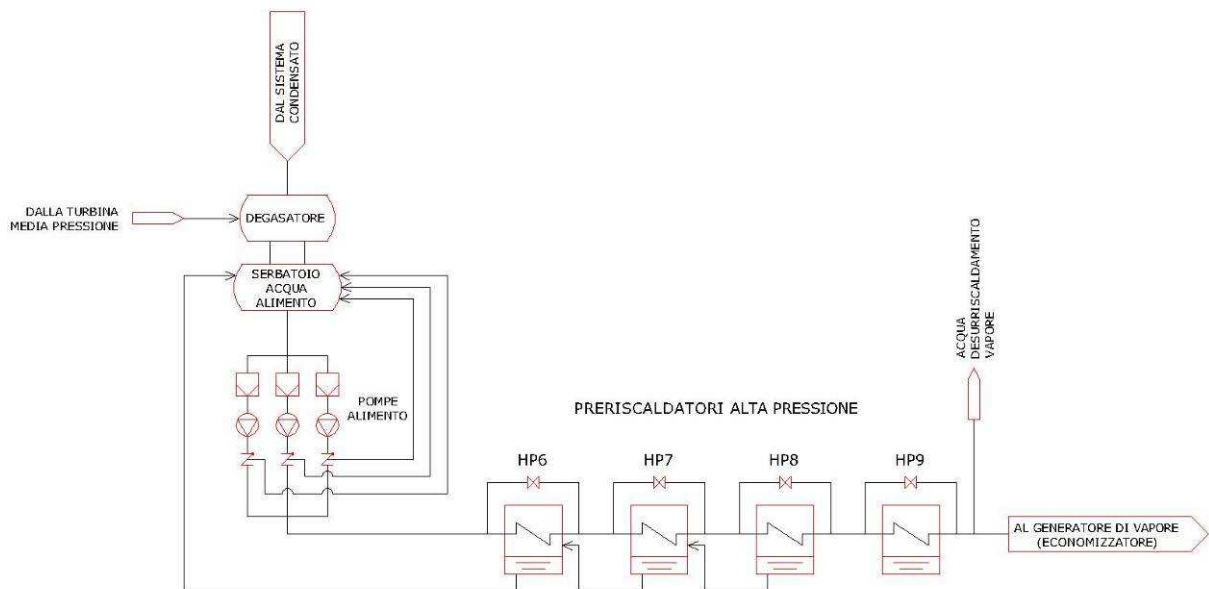 DAL SISTEMA
CONDENSATO
DALLA TURBINA
MEDIA PRESSIONE
DEGASATORE
SERBATOIO
ACQUA
ALIMENTO
POMPE
ALIMENTO
ACQUA
DESURRISCALDAMENTO
VAPORE
PRERISCALDATORI ALTA PRESSIONE
HP6
HP7
HP8
HP9
AL GENERATORE DI VAPORE
(ECONOMIZZATORE)